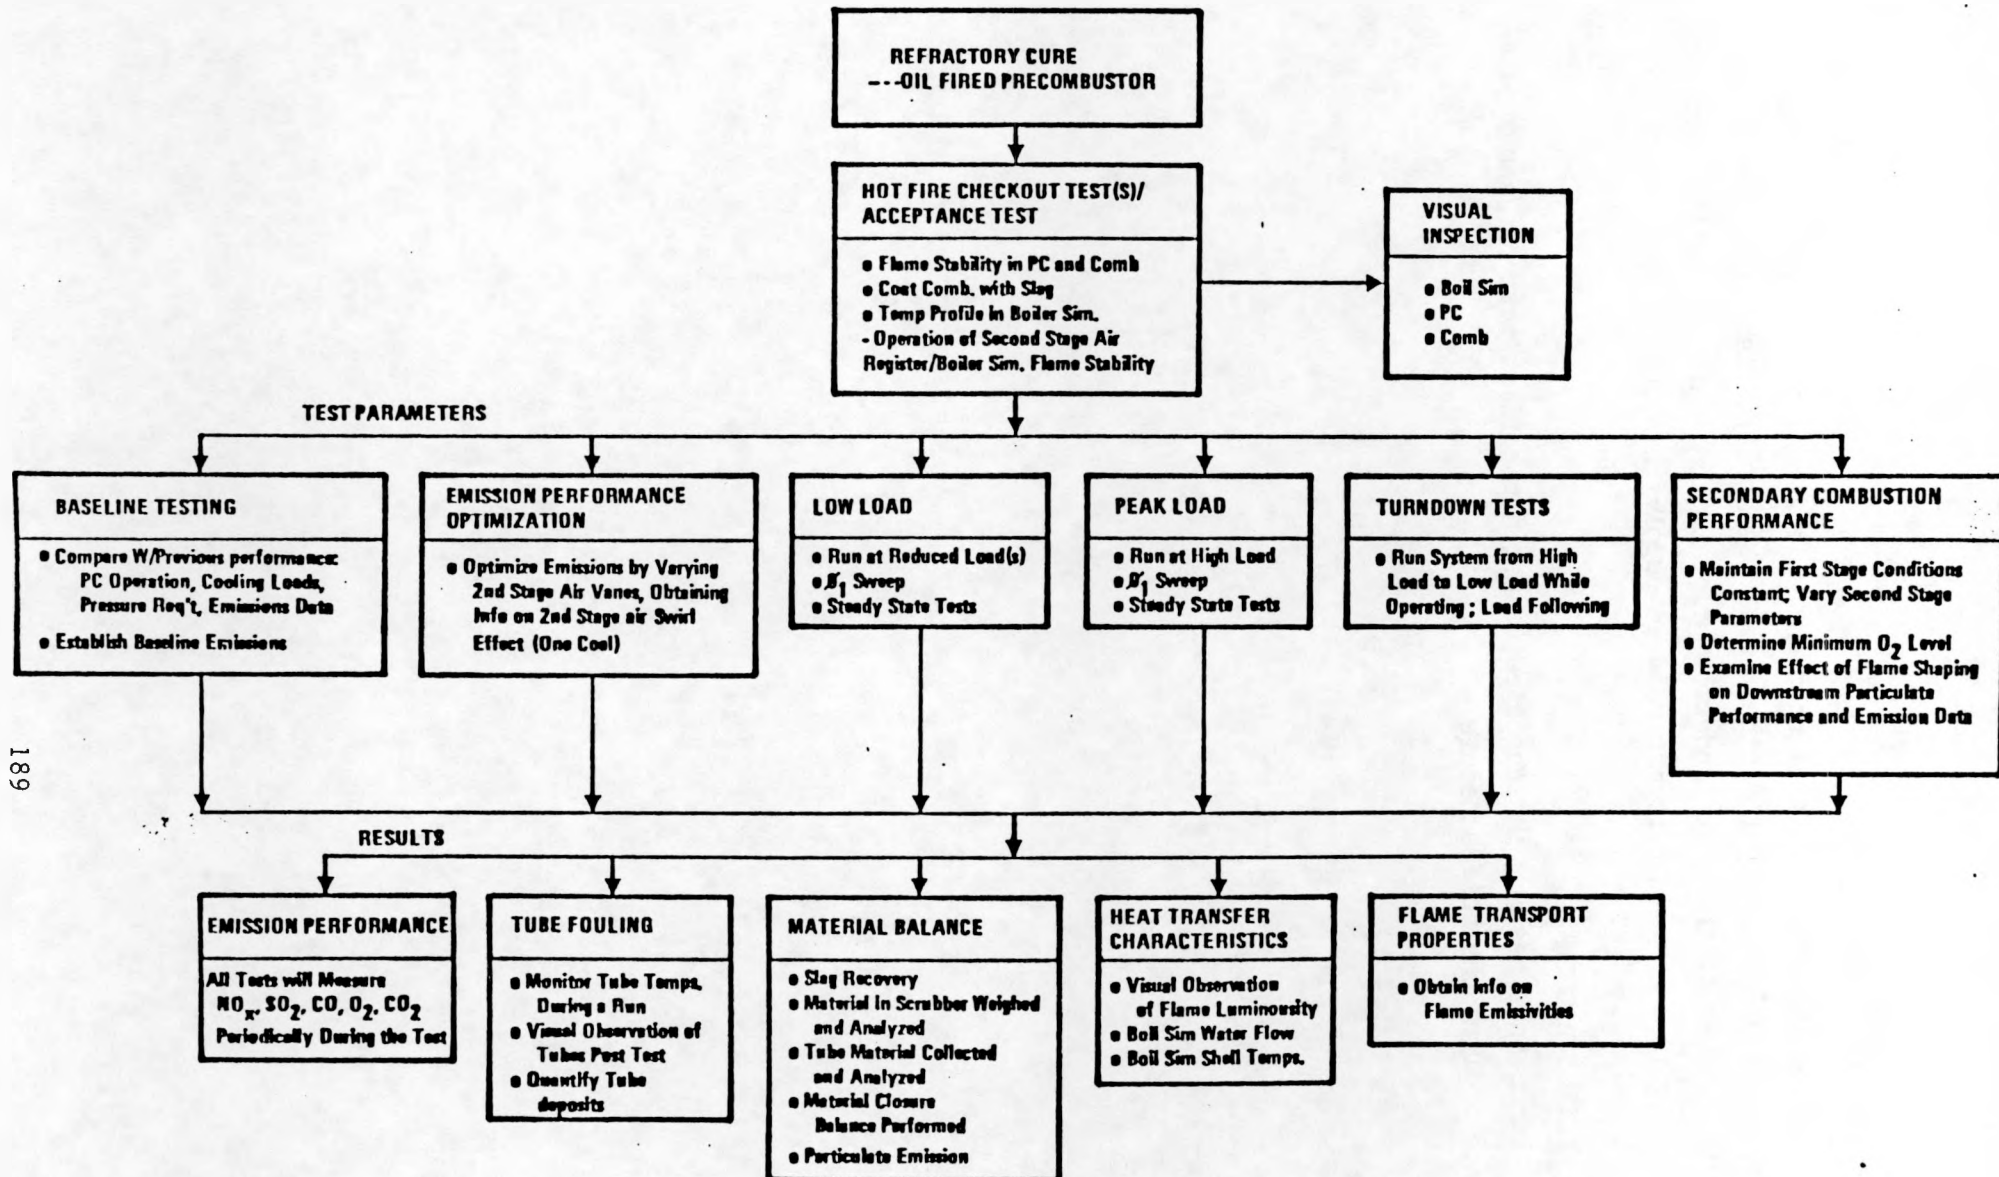 REFRACTORY CURE
---OIL FIRED PRECOMBUSTOR
HOT FIRE CHECKOUT TEST(S)/
ACCEPTANCE TEST
• Flame Stability in PC and Comb
• Coat Comb. with Slag
• Temp Profile in Boiler Sim.
- Operation of Second Stage Air
Register/Boiler Sim. Flame Stability
VISUAL
INSPECTION
• Boil Sim
• PC
• Comb
TEST PARAMETERS
BASELINE TESTING
• Compare W/Previous performance:
PC Operation, Cooling Loads,
Pressure Req't, Emissions Data
• Establish Baseline Emissions
EMISSION PERFORMANCE
OPTIMIZATION
• Optimize Emissions by Varying
2nd Stage Air Vanes, Obtaining
Info on 2nd Stage air Swirl
Effect (One Coal)
LOW LOAD
• Run at Reduced Load(s)
• Ø₁ Sweep
• Steady State Tests
PEAK LOAD
• Run at High Load
• Ø₁ Sweep
• Steady State Tests
TURNDOWN TESTS
• Run System from High
Load to Low Load While
Operating; Load Following
SECONDARY COMBUSTION
PERFORMANCE
• Maintain First Stage Conditions
Constant; Vary Second Stage
Parameters
• Determine Minimum O₂ Level
• Examine Effect of Flame Shaping
on Downstream Particulate
Performance and Emission Data
189
RESULTS
EMISSION PERFORMANCE
All Tests will Measure
NOₓ, SO₂, CO, O₂, CO₂
Periodically During the Test
TUBE FOULING
• Monitor Tube Temps.
During a Run
• Visual Observation of
Tubes Post Test
• Quantify Tube
deposits
MATERIAL BALANCE
• Slag Recovery
• Material in Scrubber Weighed
and Analyzed
• Tube Material Collected
and Analyzed
• Material Closure
Balance Performed
• Particulate Emission
HEAT TRANSFER
CHARACTERISTICS
• Visual Observation
of Flame Luminousity
• Boil Sim Water Flow
• Boil Sim Shell Temps.
FLAME TRANSPORT
PROPERTIES
• Obtain Info on
Flame Emissivities